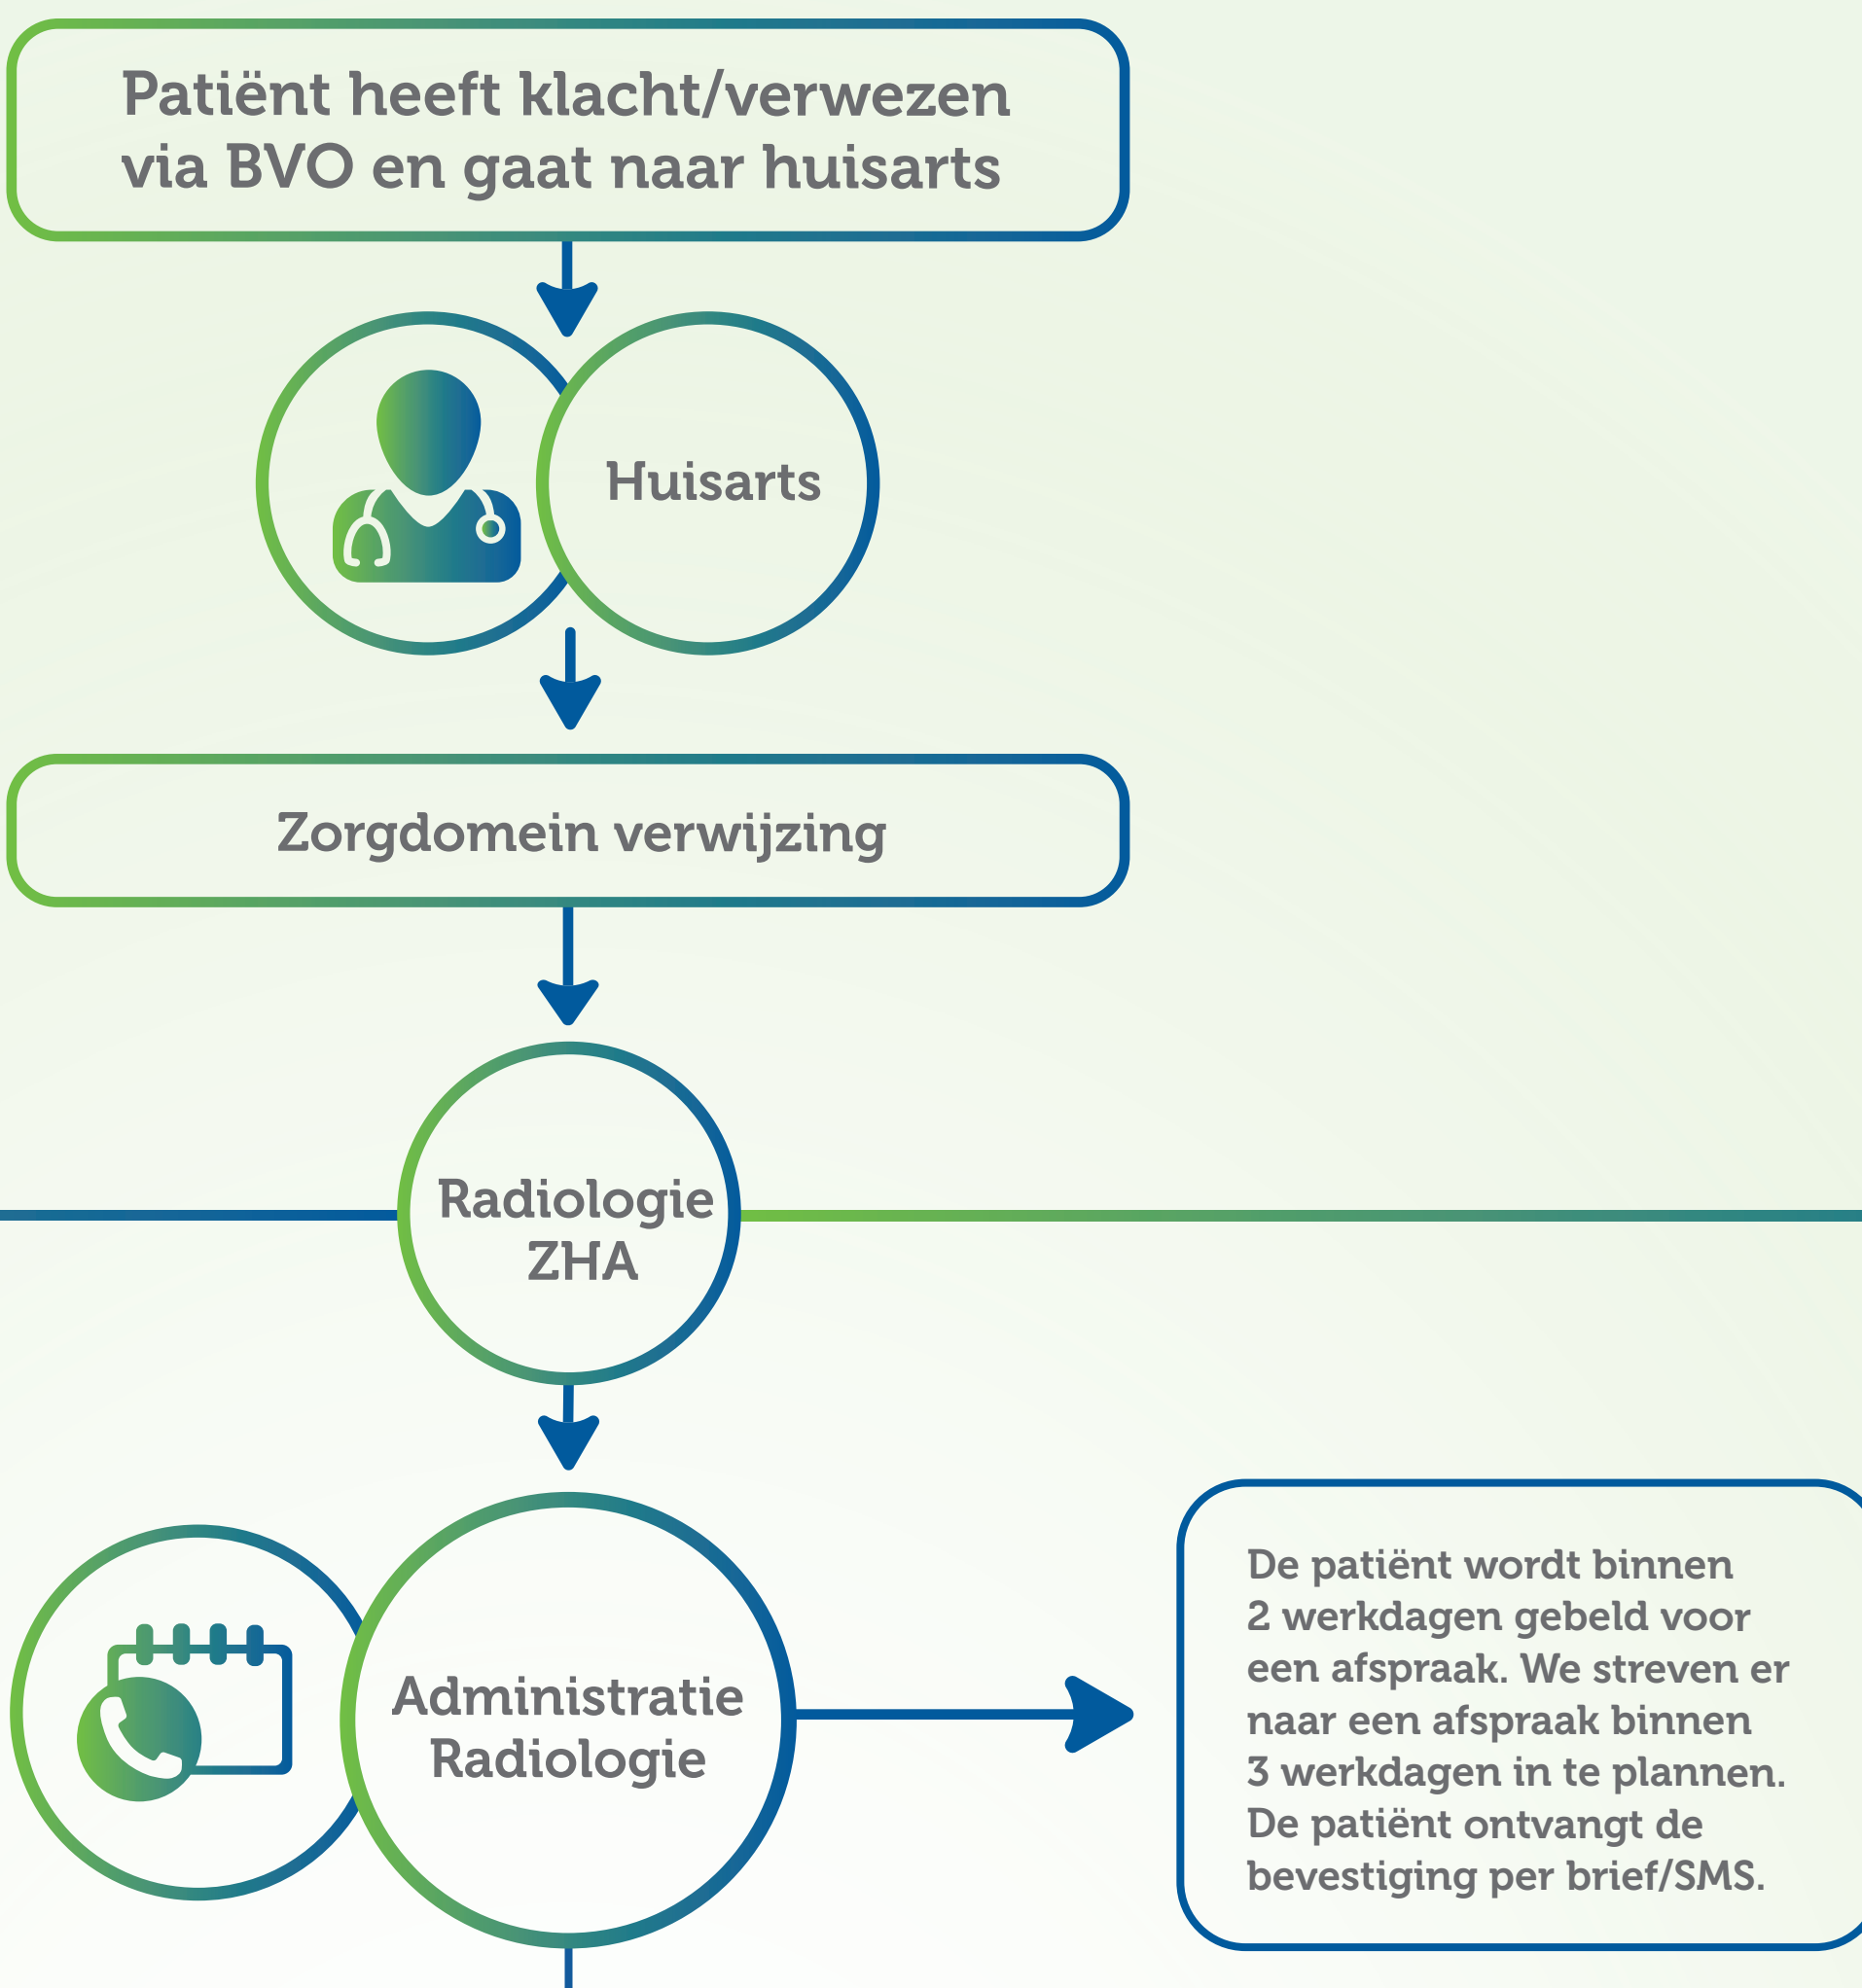 Patiënt heeft klacht/verwezen
via BVO en gaat naar huisarts
Huisarts
Zorgdomein verwijzing
Radiologie
ZHA
Administratie
Radiologie
De patiënt wordt binnen
2 werkdagen gebeld voor
een afspraak. We streven er
naar een afspraak binnen
3 werkdagen in te plannen.
De patiënt ontvangt de
bevestiging per brief/SMS.